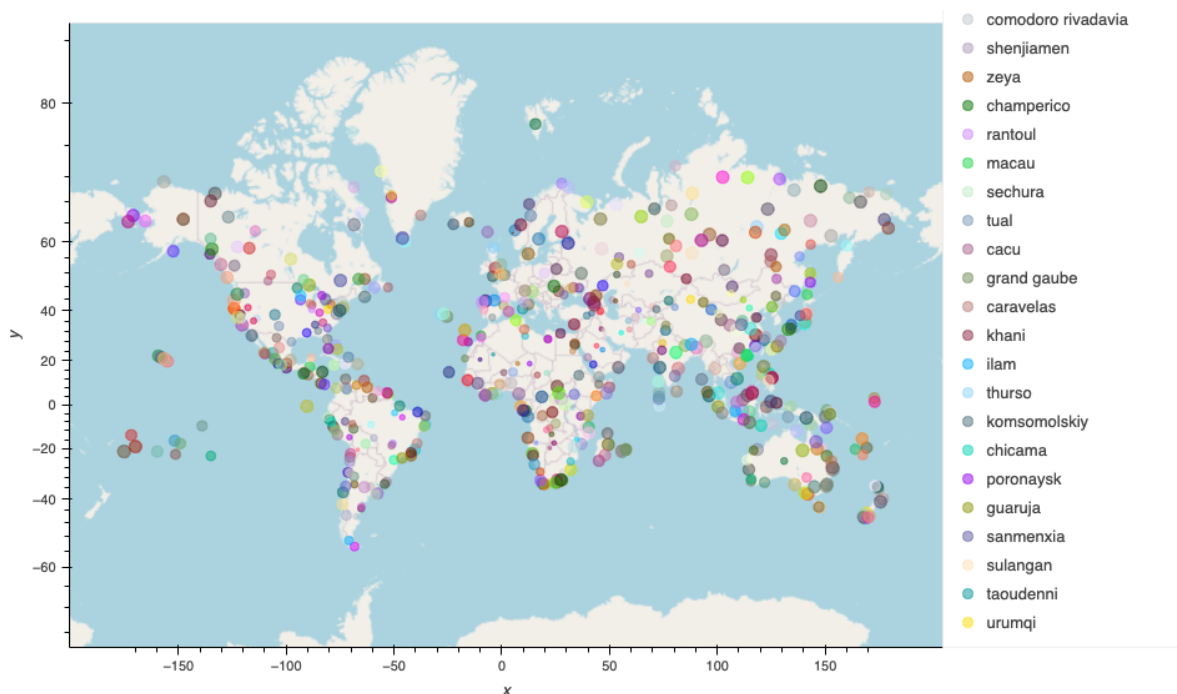 comodoro rivadavia
shenjiamen
zeya
champerico
rantoul
macau
sechura
tual
cacu
grand gaube
caravelas
khani
ilam
thurso
komsomolskiy
chicama
poronaysk
guaruja
sanmenxia
sulangan
taoudenni
urumqi
y
80
60
40
20
0
−20
−40
−60
−150 −100 −50 0 50 100 150
x